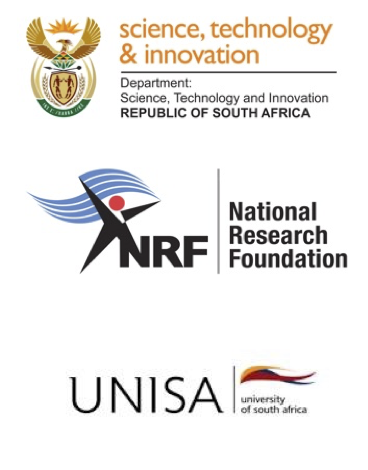 science, technology
& innovation
Department:
Science, Technology and Innovation
REPUBLIC OF SOUTH AFRICA
NRF
National
Research
Foundation
UNISA
university
of south africa